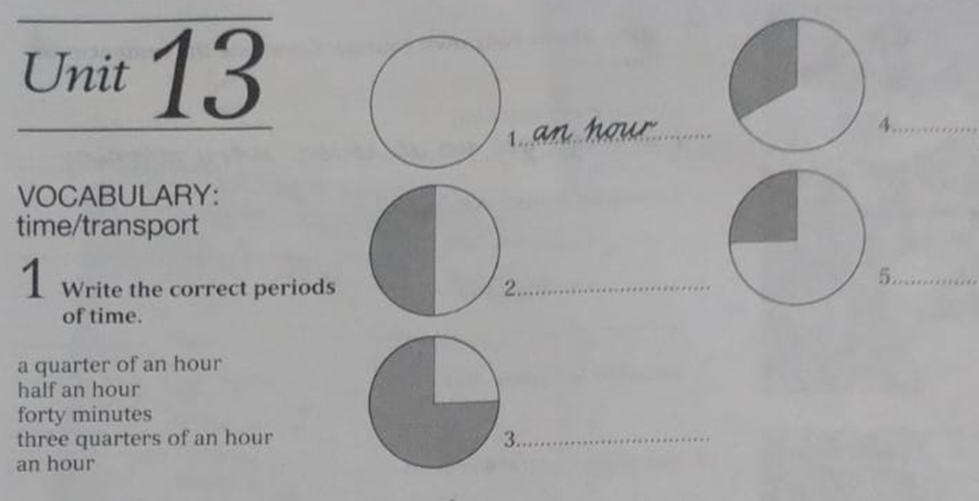 Unit 13
VOCABULARY:
time/transport
1 Write the correct periods
of time.
a quarter of an hour
half an hour
forty minutes
three quarters of an hour
an hour
1. an hour
2.
3.
4.
5.